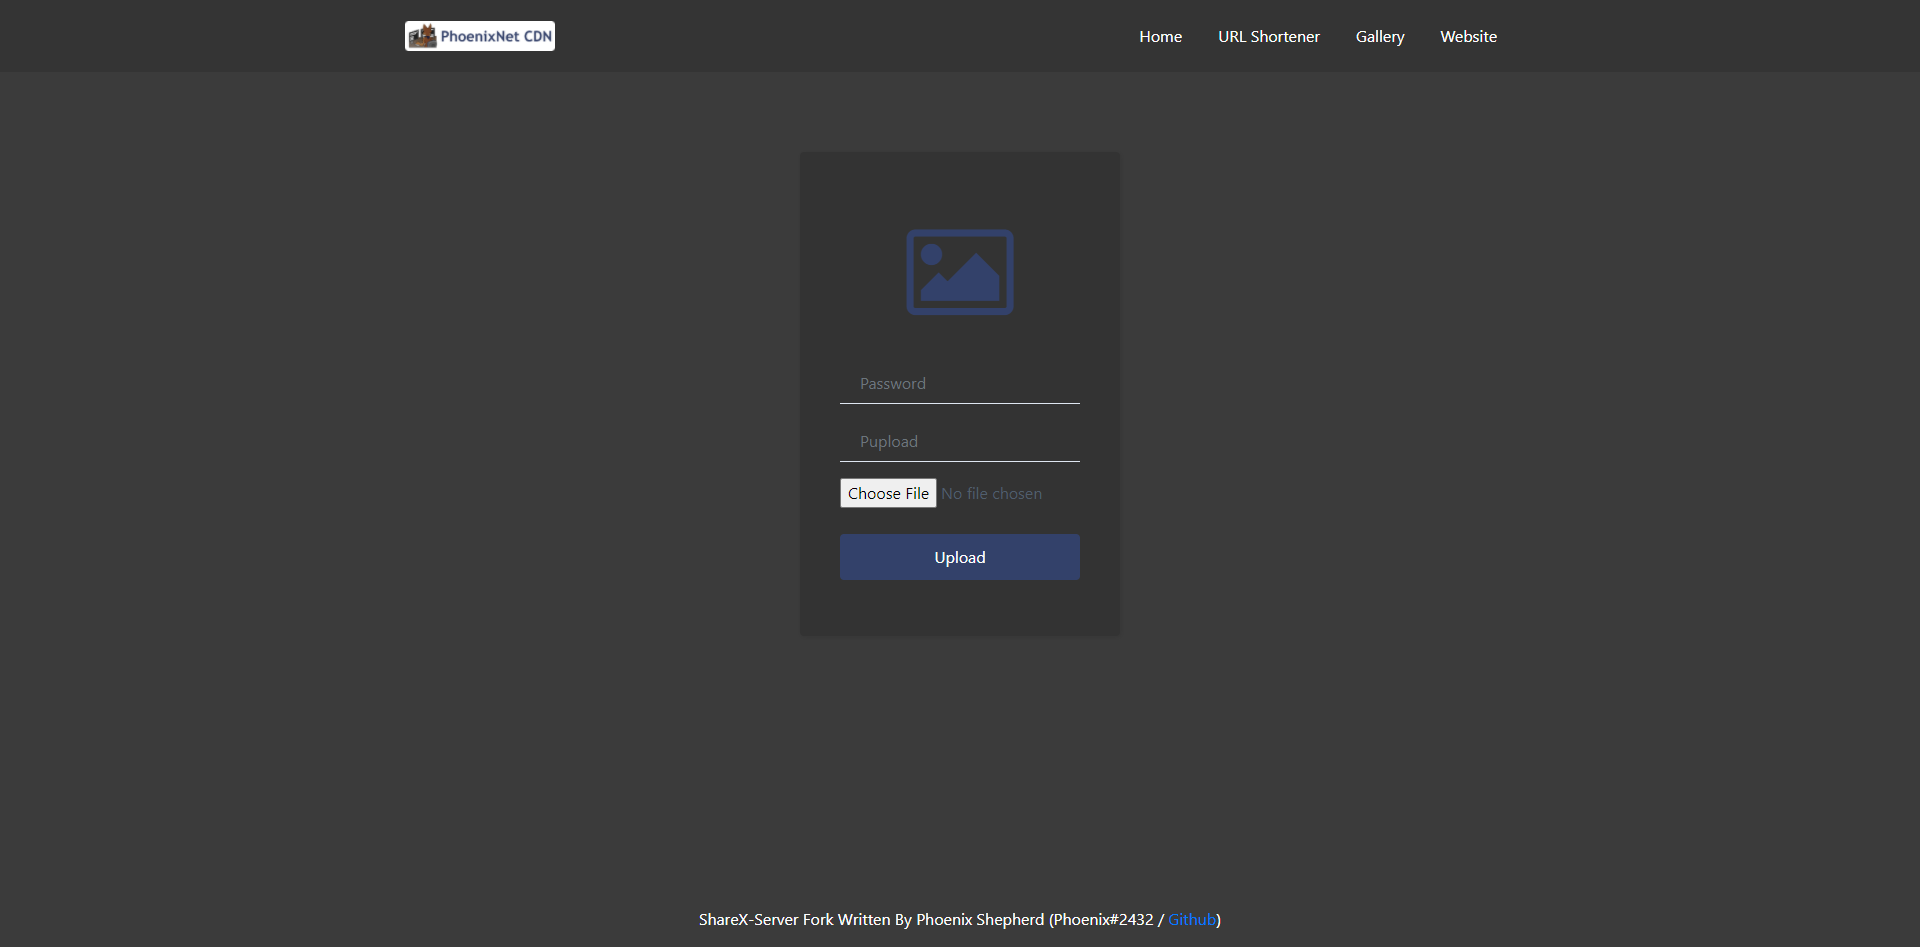 PhoenixNet CDN
Home URL Shortener Gallery Website
Password
Pupload
Choose File No file chosen
Upload
ShareX-Server Fork Written By Phoenix Shepherd (Phoenix#2432 / Github)